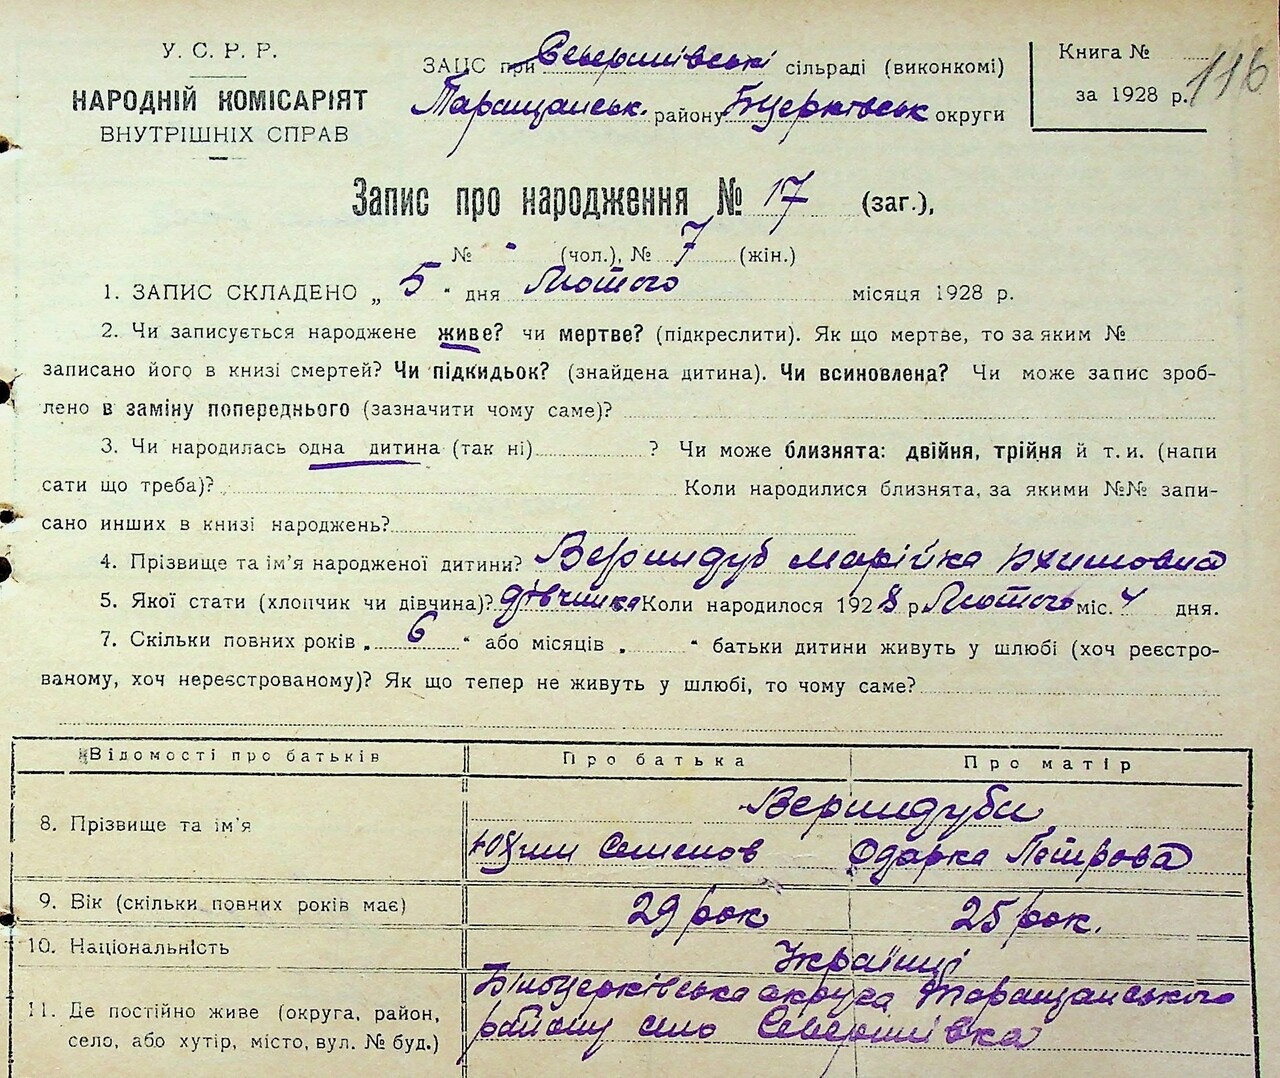 У. С. Р. Р.
НАРОДНІЙ КОМІСАРІЯТ
ВНУТРІШНІХ СПРАВ
ЗАЦС при Севершівські сільраді (виконкомі)
Таращанськ. району Бцерківськ округи
Книга №
за 1928 р.
116
Запис про народження № 17 (заг.),
№ - (чол.), № 7 (жін.)
1. ЗАПИС СКЛАДЕНО „ 5 " дня Лютого місяця 1928 р.
2. Чи записується народжене живе? чи мертве? (підкреслити). Як що мертве, то за яким №
записано його в книзі смертей? Чи підкидьок? (знайдена дитина). Чи всиновлена? Чи може запис зроб-
лено в заміну попереднього (зазначити чому саме)?
3. Чи народилась одна дитина (так ні) ? Чи може близнята: двійня, трійня й т. и. (напи
сати що треба)? Коли народилися близнята, за якими №№ запи-
сано инших в книзі народжень?
4. Прізвище та ім'я народженої дитини? Вернидуб Марійка Юхимовна
5. Якої стати (хлопчик чи дівчина)? дівчинка Коли народилося 1928 р Лютого міс. 4 дня.
7. Скільки повних років „ 6 " або місяців „ " батьки дитини живуть у шлюбі (хоч реєстро-
ваному, хоч нереєстрованому)? Як що тепер не живуть у шлюбі, то чому саме?
Відомості про батьків Про батька Про матір
8. Прізвище та ім'я Вернидуби
Юхим Семенов Одарка Петрова
9. Вік (скільки повних років має) 29 рок 25 рок.
10. Національність Українці
11. Де постійно живе (округа, район,
село, або хутір, місто, вул. № буд.)
Білоцерківська округа Таращанського
району село Северинівка